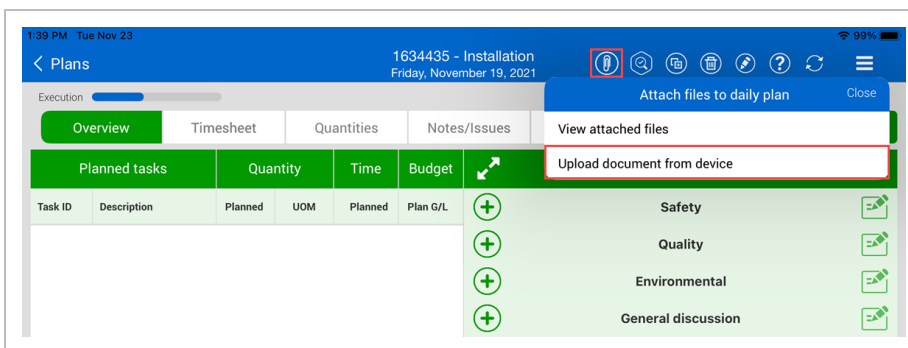 1:39 PM Tue Nov 23
99%
Plans
1634435 - Installation
Friday, November 19, 2021
Execution
Attach files to daily plan
Close
View attached files
Upload document from device
Overview
Timesheet
Quantities
Notes/Issues
Planned tasks
Quantity
Time
Budget
Task ID
Description
Planned
UOM
Planned
Plan G/L
Safety
Quality
Environmental
General discussion